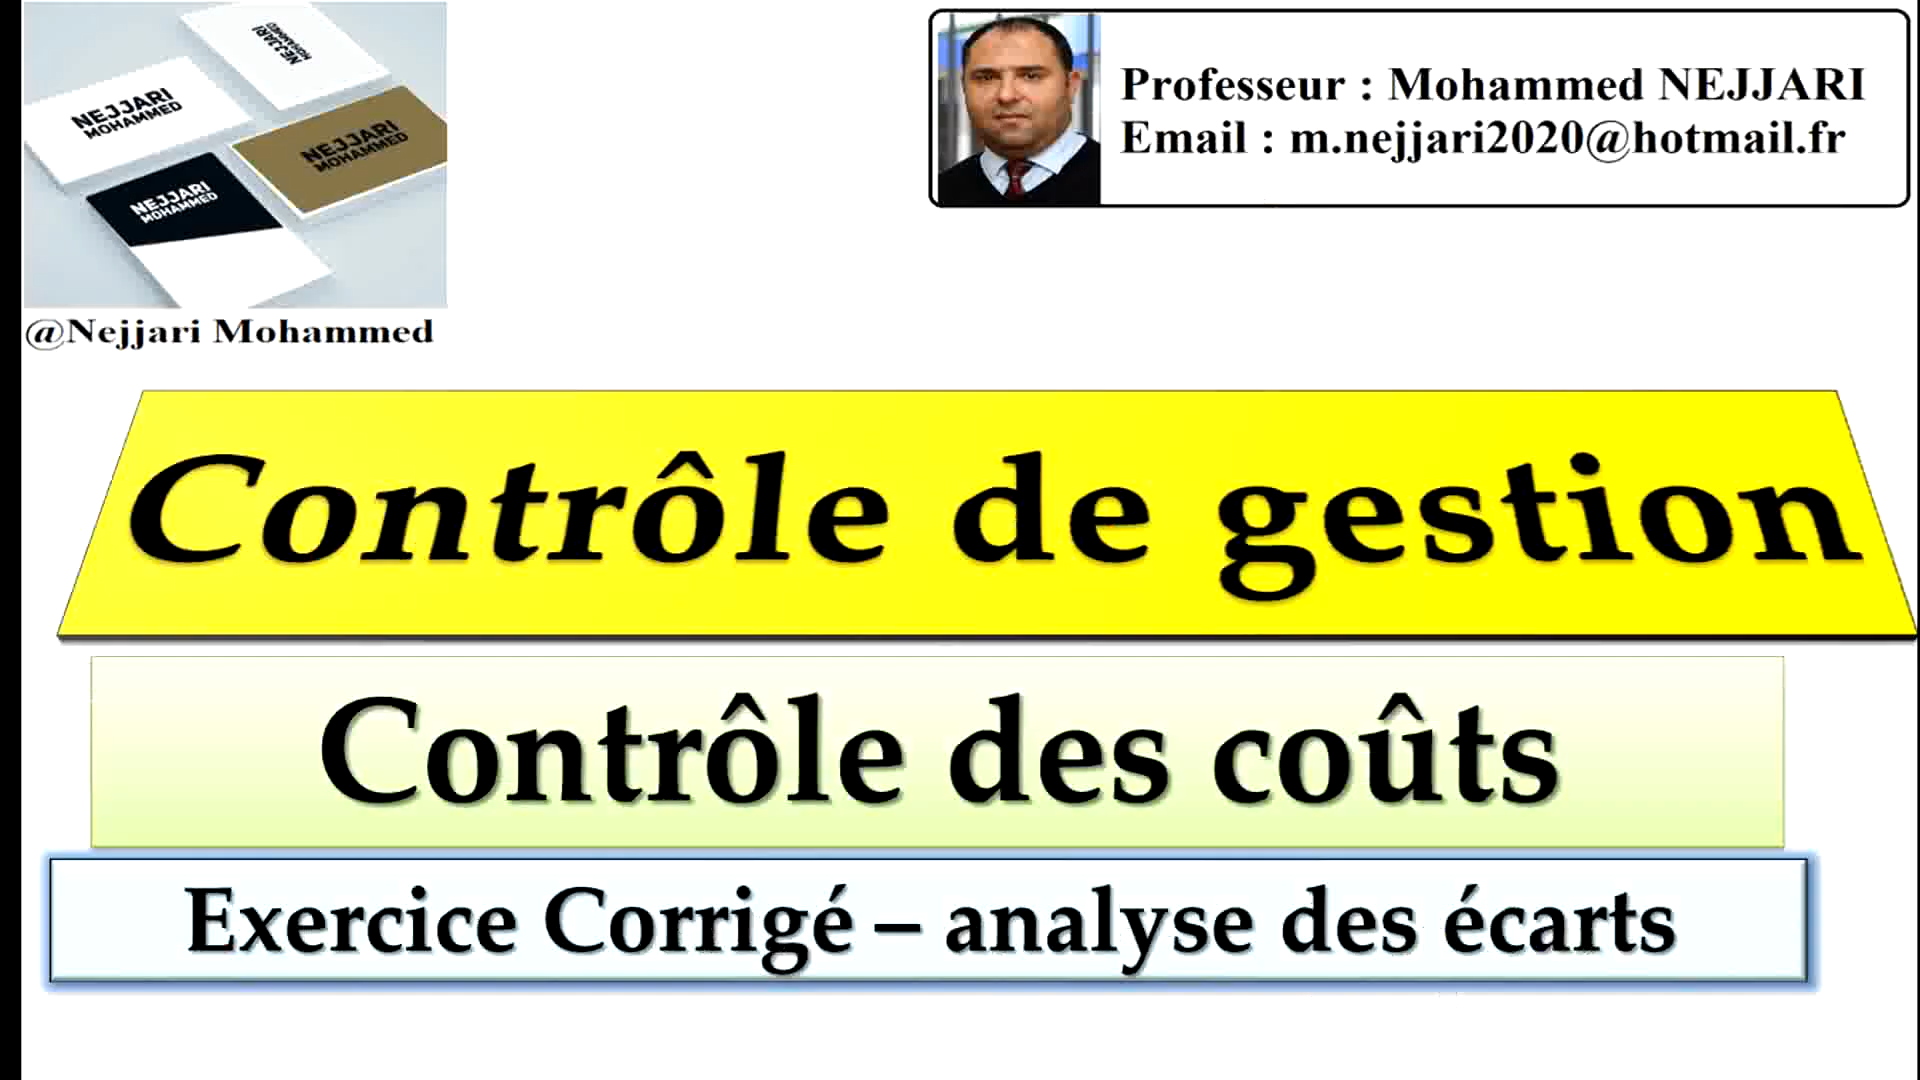 NEJJARI
MOHAMMED
NEJJARI
MOHAMMED
NEJJARI
MOHAMMED
NEJJARI
MOHAMMED
@Nejjari Mohammed
Professeur : Mohammed NEJJARI
Email : m.nejjari2020@hotmail.fr
Contrôle de gestion
Contrôle des coûts
Exercice Corrigé – analyse des écarts